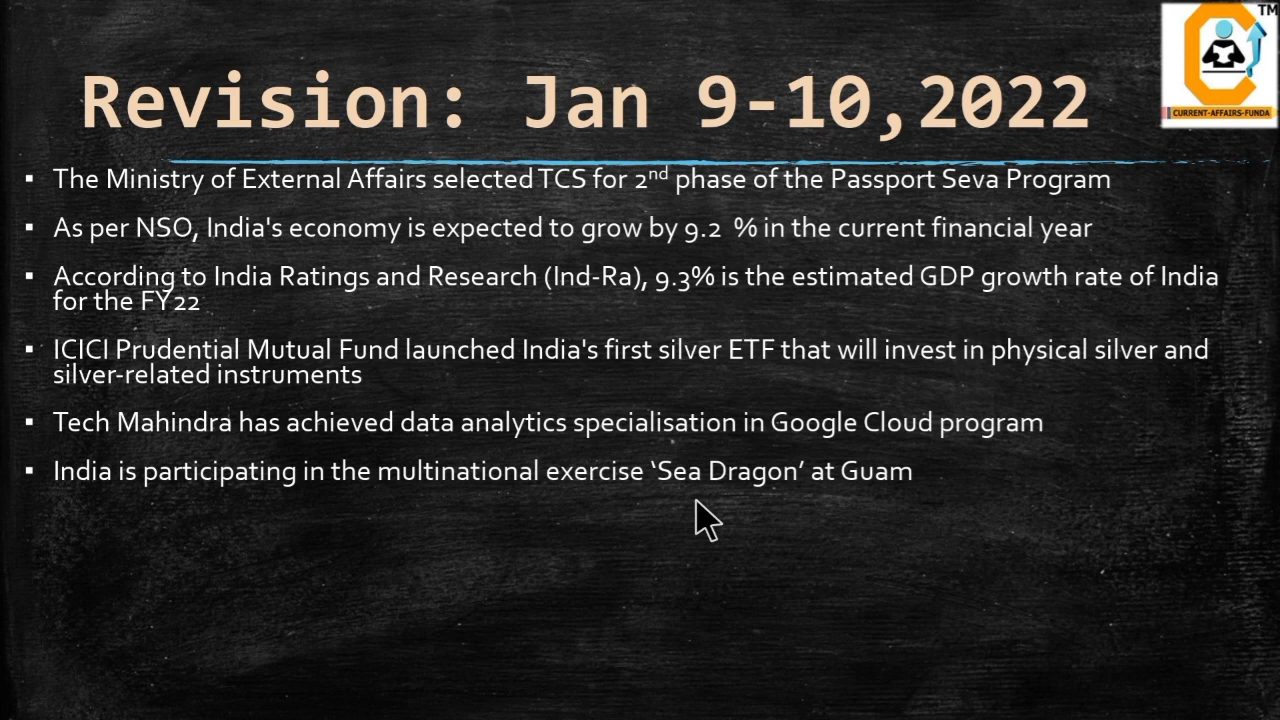 TM
CURRENT-AFFAIRS-FUNDA
Revision: Jan 9-10,2022
▪ The Ministry of External Affairs selected TCS for 2nd phase of the Passport Seva Program
▪ As per NSO, India's economy is expected to grow by 9.2 % in the current financial year
▪ According to India Ratings and Research (Ind-Ra), 9.3% is the estimated GDP growth rate of India
for the FY22
▪ ICICI Prudential Mutual Fund launched India's first silver ETF that will invest in physical silver and
silver-related instruments
▪ Tech Mahindra has achieved data analytics specialisation in Google Cloud program
▪ India is participating in the multinational exercise ‘Sea Dragon’ at Guam